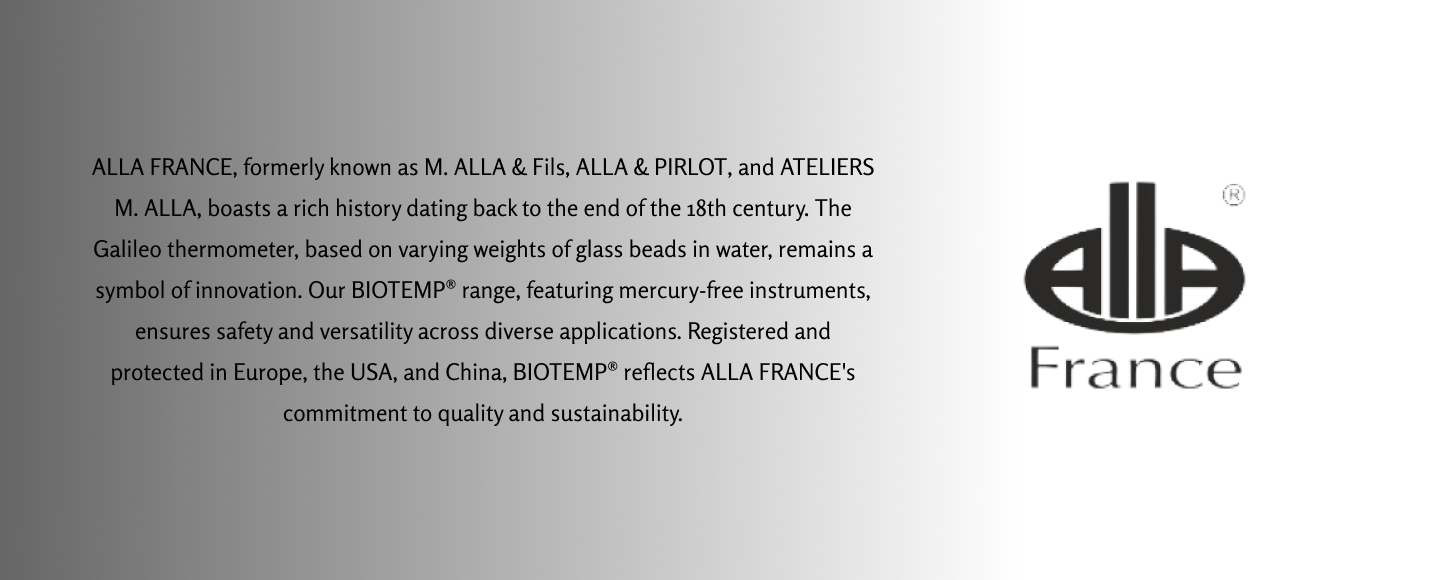 ALLA FRANCE, formerly known as M. ALLA & Fils, ALLA & PIRLOT, and ATELIERS
M. ALLA, boasts a rich history dating back to the end of the 18th century. The
Galileo thermometer, based on varying weights of glass beads in water, remains a
symbol of innovation. Our BIOTEMP® range, featuring mercury-free instruments,
ensures safety and versatility across diverse applications. Registered and
protected in Europe, the USA, and China, BIOTEMP® reflects ALLA FRANCE's
commitment to quality and sustainability.
AllA ®
France